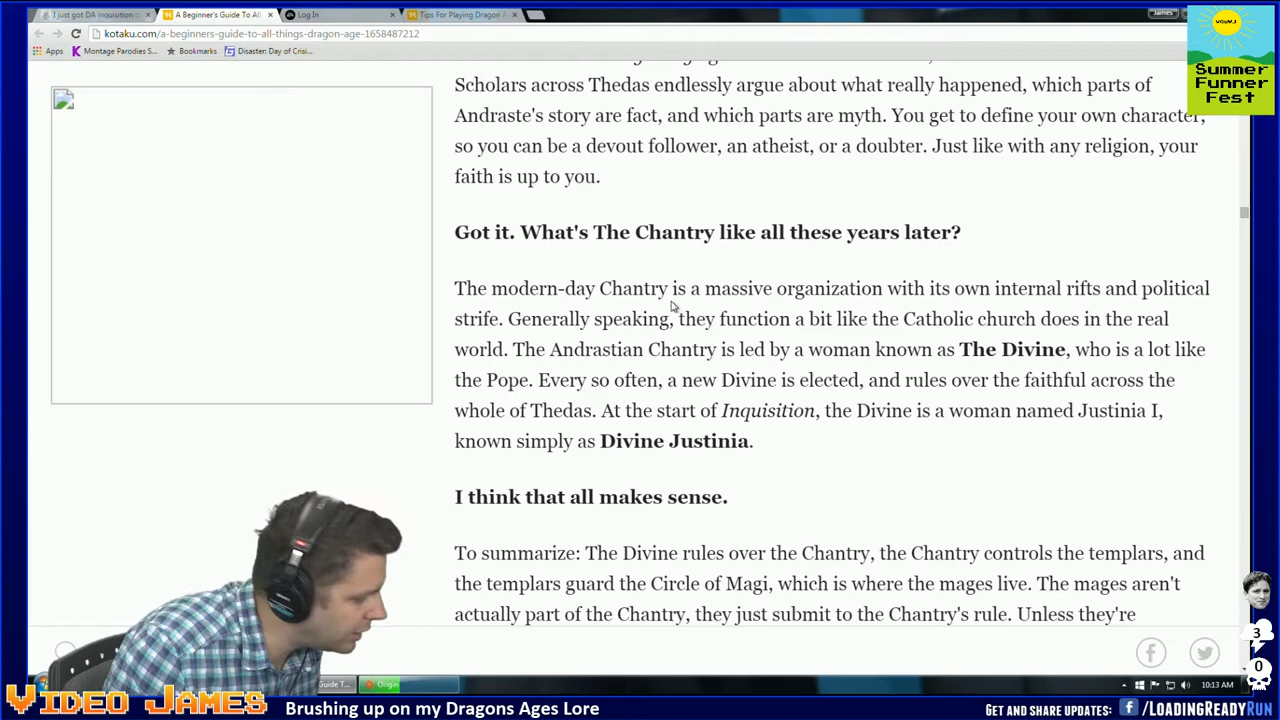 I just got DA inquisition o
A Beginner's Guide To All
Log In
Tips For Playing Dragon A
James
kotaku.com/a-beginners-guide-to-all-things-dragon-age-1658487212
Apps
Montage Parodies S...
Bookmarks
Disaster: Day of Crisi...
Summer
Funner
Fest
Scholars across Thedas endlessly argue about what really happened, which parts of
Andraste's story are fact, and which parts are myth. You get to define your own character,
so you can be a devout follower, an atheist, or a doubter. Just like with any religion, your
faith is up to you.
Got it. What's The Chantry like all these years later?
The modern-day Chantry is a massive organization with its own internal rifts and political
strife. Generally speaking, they function a bit like the Catholic church does in the real
world. The Andrastian Chantry is led by a woman known as The Divine, who is a lot like
the Pope. Every so often, a new Divine is elected, and rules over the faithful across the
whole of Thedas. At the start of Inquisition, the Divine is a woman named Justinia I,
known simply as Divine Justinia.
I think that all makes sense.
To summarize: The Divine rules over the Chantry, the Chantry controls the templars, and
the templars guard the Circle of Magi, which is where the mages live. The mages aren't
actually part of the Chantry, they just submit to the Chantry's rule. Unless they're
3
0
Guide T...
Origin
10:13 AM
Video James
Brushing up on my Dragons Ages Lore
Get and share updates: f /LoadingReadyRun